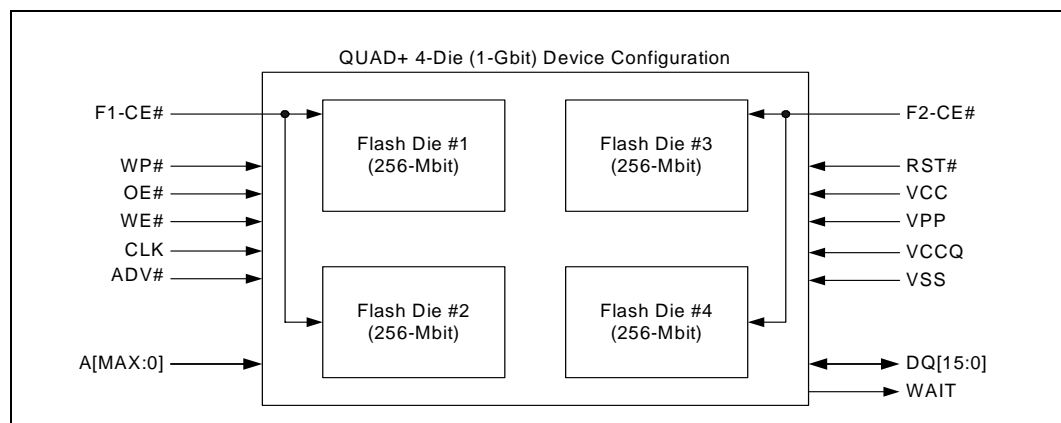 QUAD+ 4-Die (1-Gbit) Device Configuration
F1-CE#
Flash Die #1
(256-Mbit)
Flash Die #3
(256-Mbit)
F2-CE#
WP#
OE#
WE#
CLK
ADV#
RST#
VCC
VPP
VCCQ
VSS
Flash Die #2
(256-Mbit)
Flash Die #4
(256-Mbit)
A[MAX:0]
DQ[15:0]
WAIT